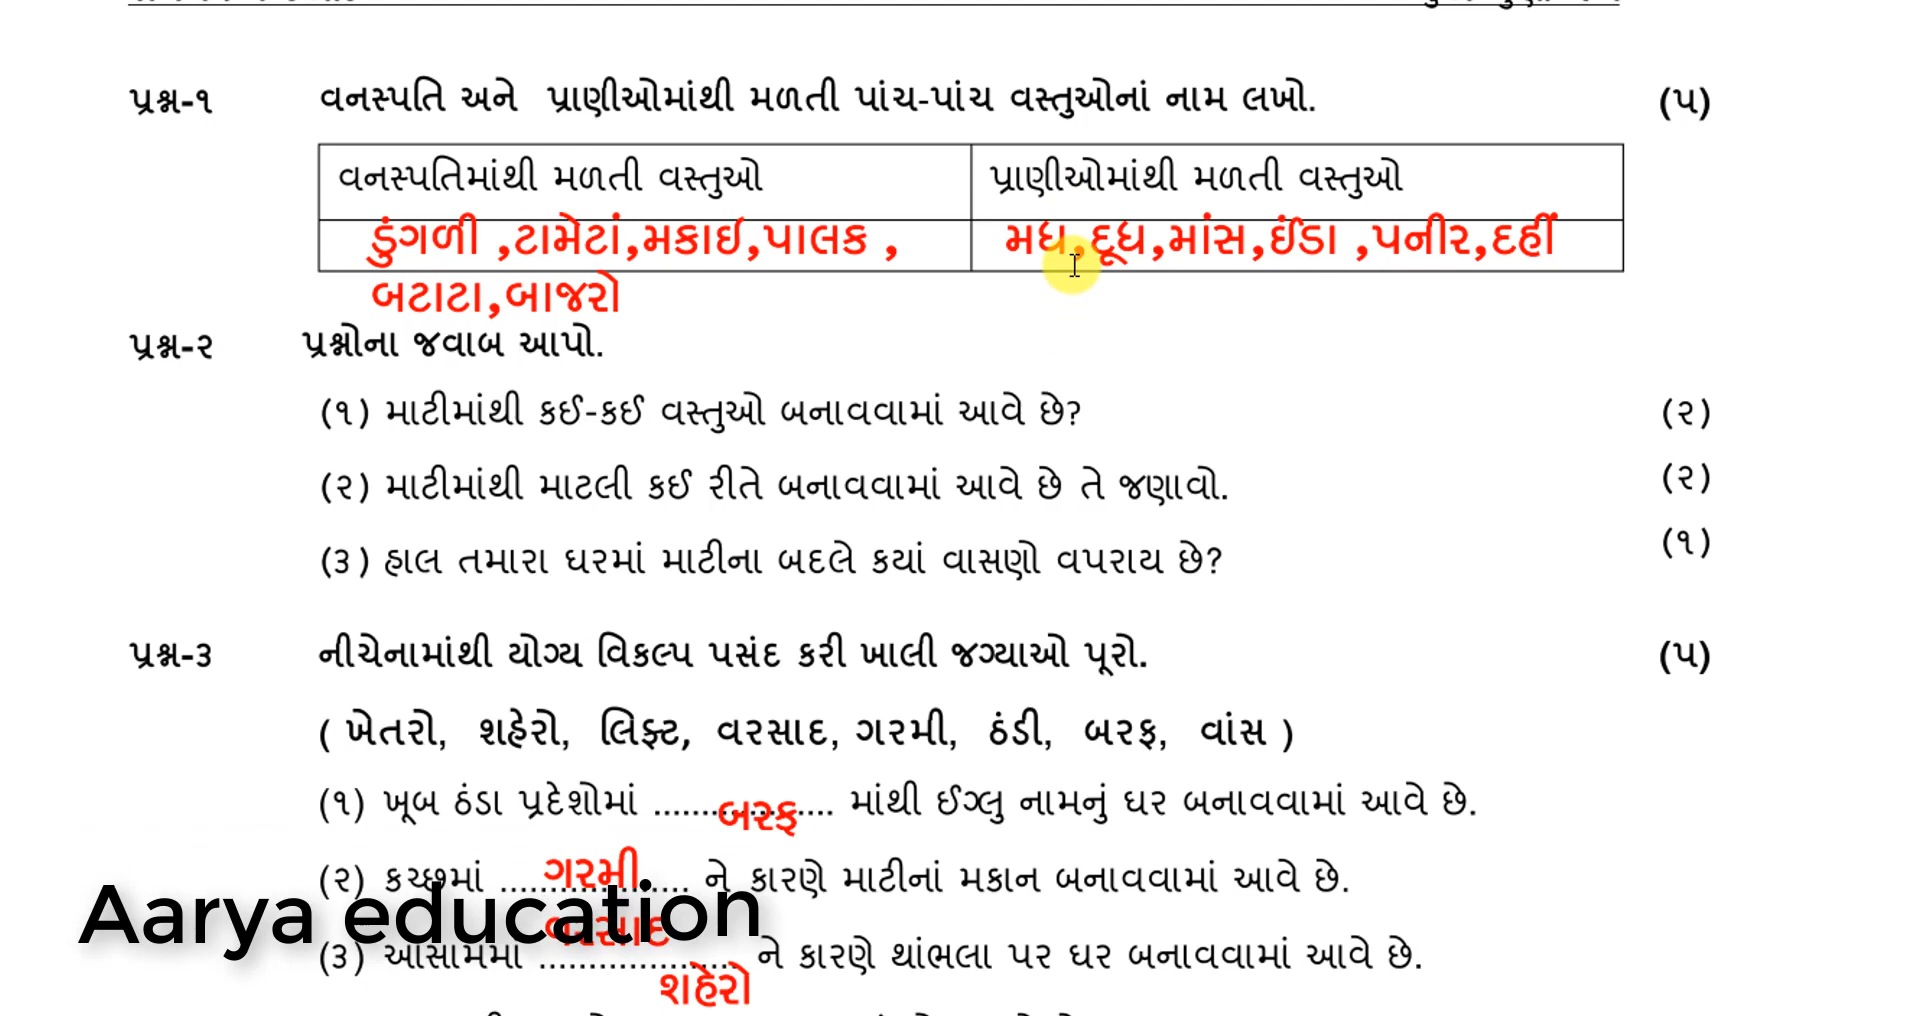 પ્રશ્ન-૧ વનસ્પતિ અને પ્રાણીઓમાંથી મળતી પાંચ-પાંચ વસ્તુઓનાં નામ લખો. (૫)
વનસ્પતિમાંથી મળતી વસ્તુઓ પ્રાણીઓમાંથી મળતી વસ્તુઓ
ડુંગળી ,ટામેટાં,મકાઈ,પાલક , મધ,દૂધ,માંસ,ઈંડા ,પનીર,દહીં
બટાટા,બાજરો
પ્રશ્ન-૨ પ્રશ્નોના જવાબ આપો.
(૧) માટીમાંથી કઈ-કઈ વસ્તુઓ બનાવવામાં આવે છે? (૨)
(૨) માટીમાંથી માટલી કઈ રીતે બનાવવામાં આવે છે તે જણાવો. (૨)
(૩) હાલ તમારા ઘરમાં માટીના બદલે કયાં વાસણો વપરાય છે? (૧)
પ્રશ્ન-૩ નીચેનામાંથી યોગ્ય વિકલ્પ પસંદ કરી ખાલી જગ્યાઓ પૂરો. (૫)
( ખેતરો, શહેરો, લિફ્ટ, વરસાદ, ગરમી, ઠંડી, બરફ, વાંસ )
(૧) ખૂબ ઠંડા પ્રદેશોમાં ......બરફ...... માંથી ઈગ્લુ નામનું ઘર બનાવવામાં આવે છે.
(૨) કચ્છમાં ......ગરમી...... ને કારણે માટીનાં મકાન બનાવવામાં આવે છે.
Aarya education
વરસાદ
(૩) આસામમાં .................... ને કારણે થાંભલા પર ઘર બનાવવામાં આવે છે.
શહેરો